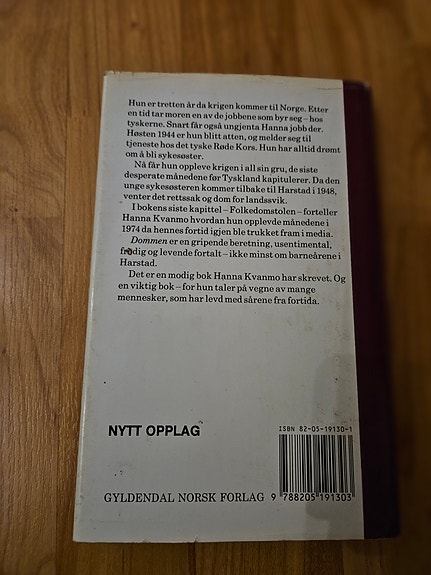 Hun er tretten år da krigen kommer til Norge. Etter
en tid tar moren en av de jobbene som byr seg – hos
tyskerne. Snart får også ungjenta Hanna jobb der.
Høsten 1944 er hun blitt atten, og melder seg til
tjeneste hos det tyske Røde Kors. Hun har alltid drømt
om å bli sykesøster.
Nå får hun oppleve krigen i all sin gru, de siste
desperate månedene før Tyskland kapitulerer. Da den
unge sykesøsteren kommer tilbake til Harstad i 1948,
venter det rettssak og dom for landssvik.
I bokens siste kapittel – Folkedomstolen – forteller
Hanna Kvanmo hvordan hun opplevde månedene i
1974 da hennes fortid igjen ble trukket fram i media.
Dommen er en gripende beretning, usentimental,
frodig og levende fortalt – ikke minst om barneårene i
Harstad.
Det er en modig bok Hanna Kvanmo har skrevet. Og
en viktig bok – for hun taler på vegne av mange
mennesker, som har levd med sårene fra fortida.
NYTT OPPLAG
ISBN 82-05-19130-1
GYLDENDAL NORSK FORLAG
9 788205 191303